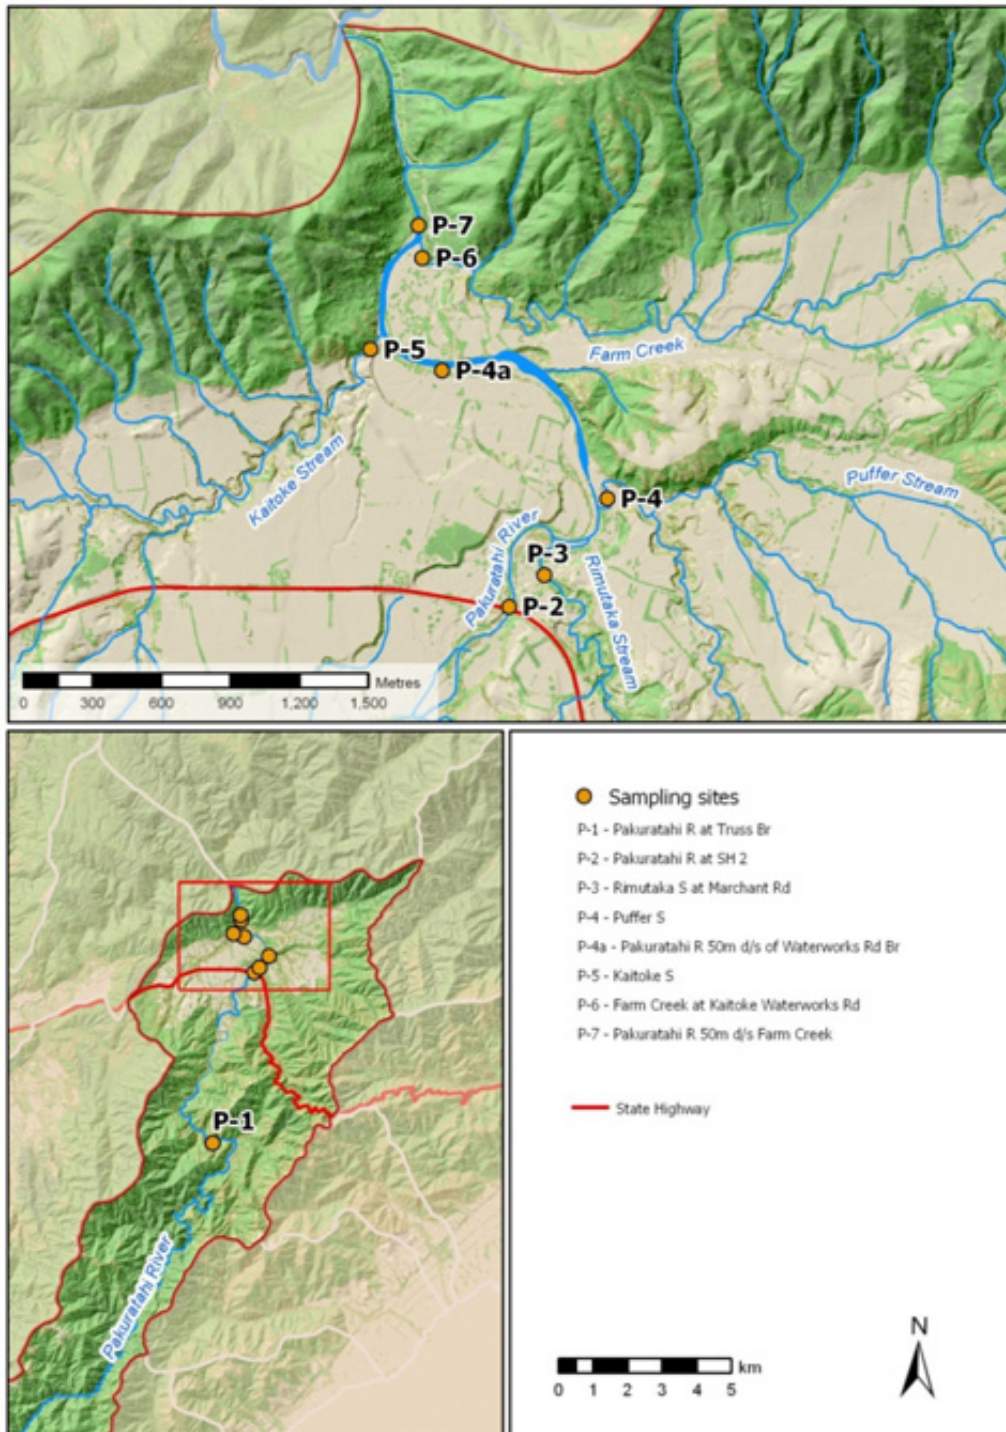 P-7
P-6
P-5
P-4a
Farm Creek
Kaitoke Stream
Puffer Stream
P-4
Pakuratahi River
P-3
Rimutaka Stream
P-2
Metres
0 300 600 900 1,200 1,500
P-1
Pakuratahi River
Sampling sites
P-1 - Pakuratahi R at Truss Br
P-2 - Pakuratahi R at SH 2
P-3 - Rimutaka S at Marchant Rd
P-4 - Puffer S
P-4a - Pakuratahi R 50m d/s of Waterworks Rd Br
P-5 - Kaitoke S
P-6 - Farm Creek at Kaitoke Waterworks Rd
P-7 - Pakuratahi R 50m d/s Farm Creek
State Highway
N
km
0 1 2 3 4 5